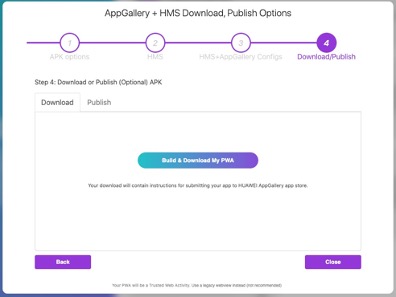 AppGallery + HMS Download, Publish Options
1 2 3 4
APK options HMS HMS+AppGallery Configs Download/Publish
Step 4: Download or Publish (Optional) APK
Download Publish
Build & Download My PWA
Your download will contain instructions for submitting your app to HUAWEI AppGallery app store.
Back Close
Your PWA will be a Trusted Web Activity. Use a legacy webview instead (not recommended)